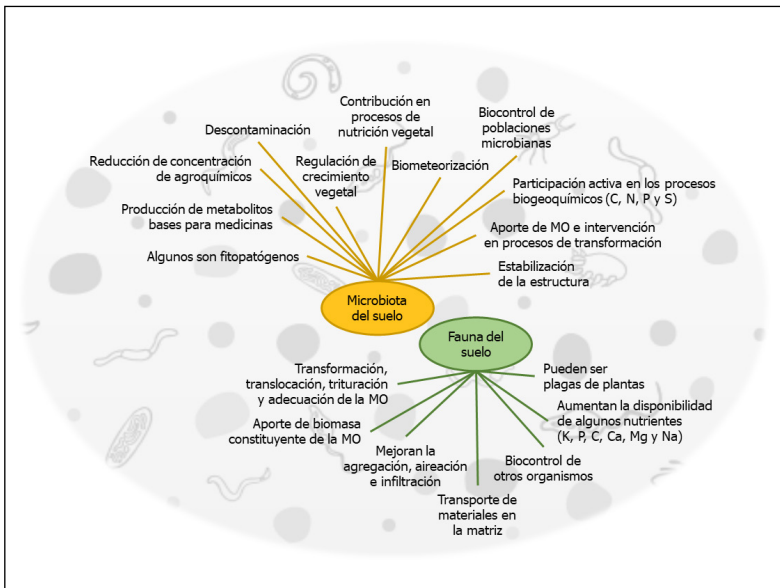 Contribución en
procesos de
nutrición vegetal
Biocontrol de
poblaciones
microbianas
Descontaminación
Reducción de concentración
de agroquímicos
Regulación de
crecimiento
vegetal
Biometeorización
Participación activa en los procesos
biogeoquímicos (C, N, P y S)
Producción de metabolitos
bases para medicinas
Aporte de MO e intervención
en procesos de transformación
Algunos son fitopatógenos
Estabilización
de la estructura
Microbiota
del suelo
Fauna del
suelo
Transformación,
translocación, trituración
y adecuación de la MO
Pueden ser
plagas de plantas
Aporte de biomasa
constituyente de la MO
Aumentan la disponibilidad
de algunos nutrientes
(K, P, C, Ca, Mg y Na)
Mejoran la
agregación, aireación
e infiltración
Biocontrol de
otros organismos
Transporte de
materiales en
la matriz